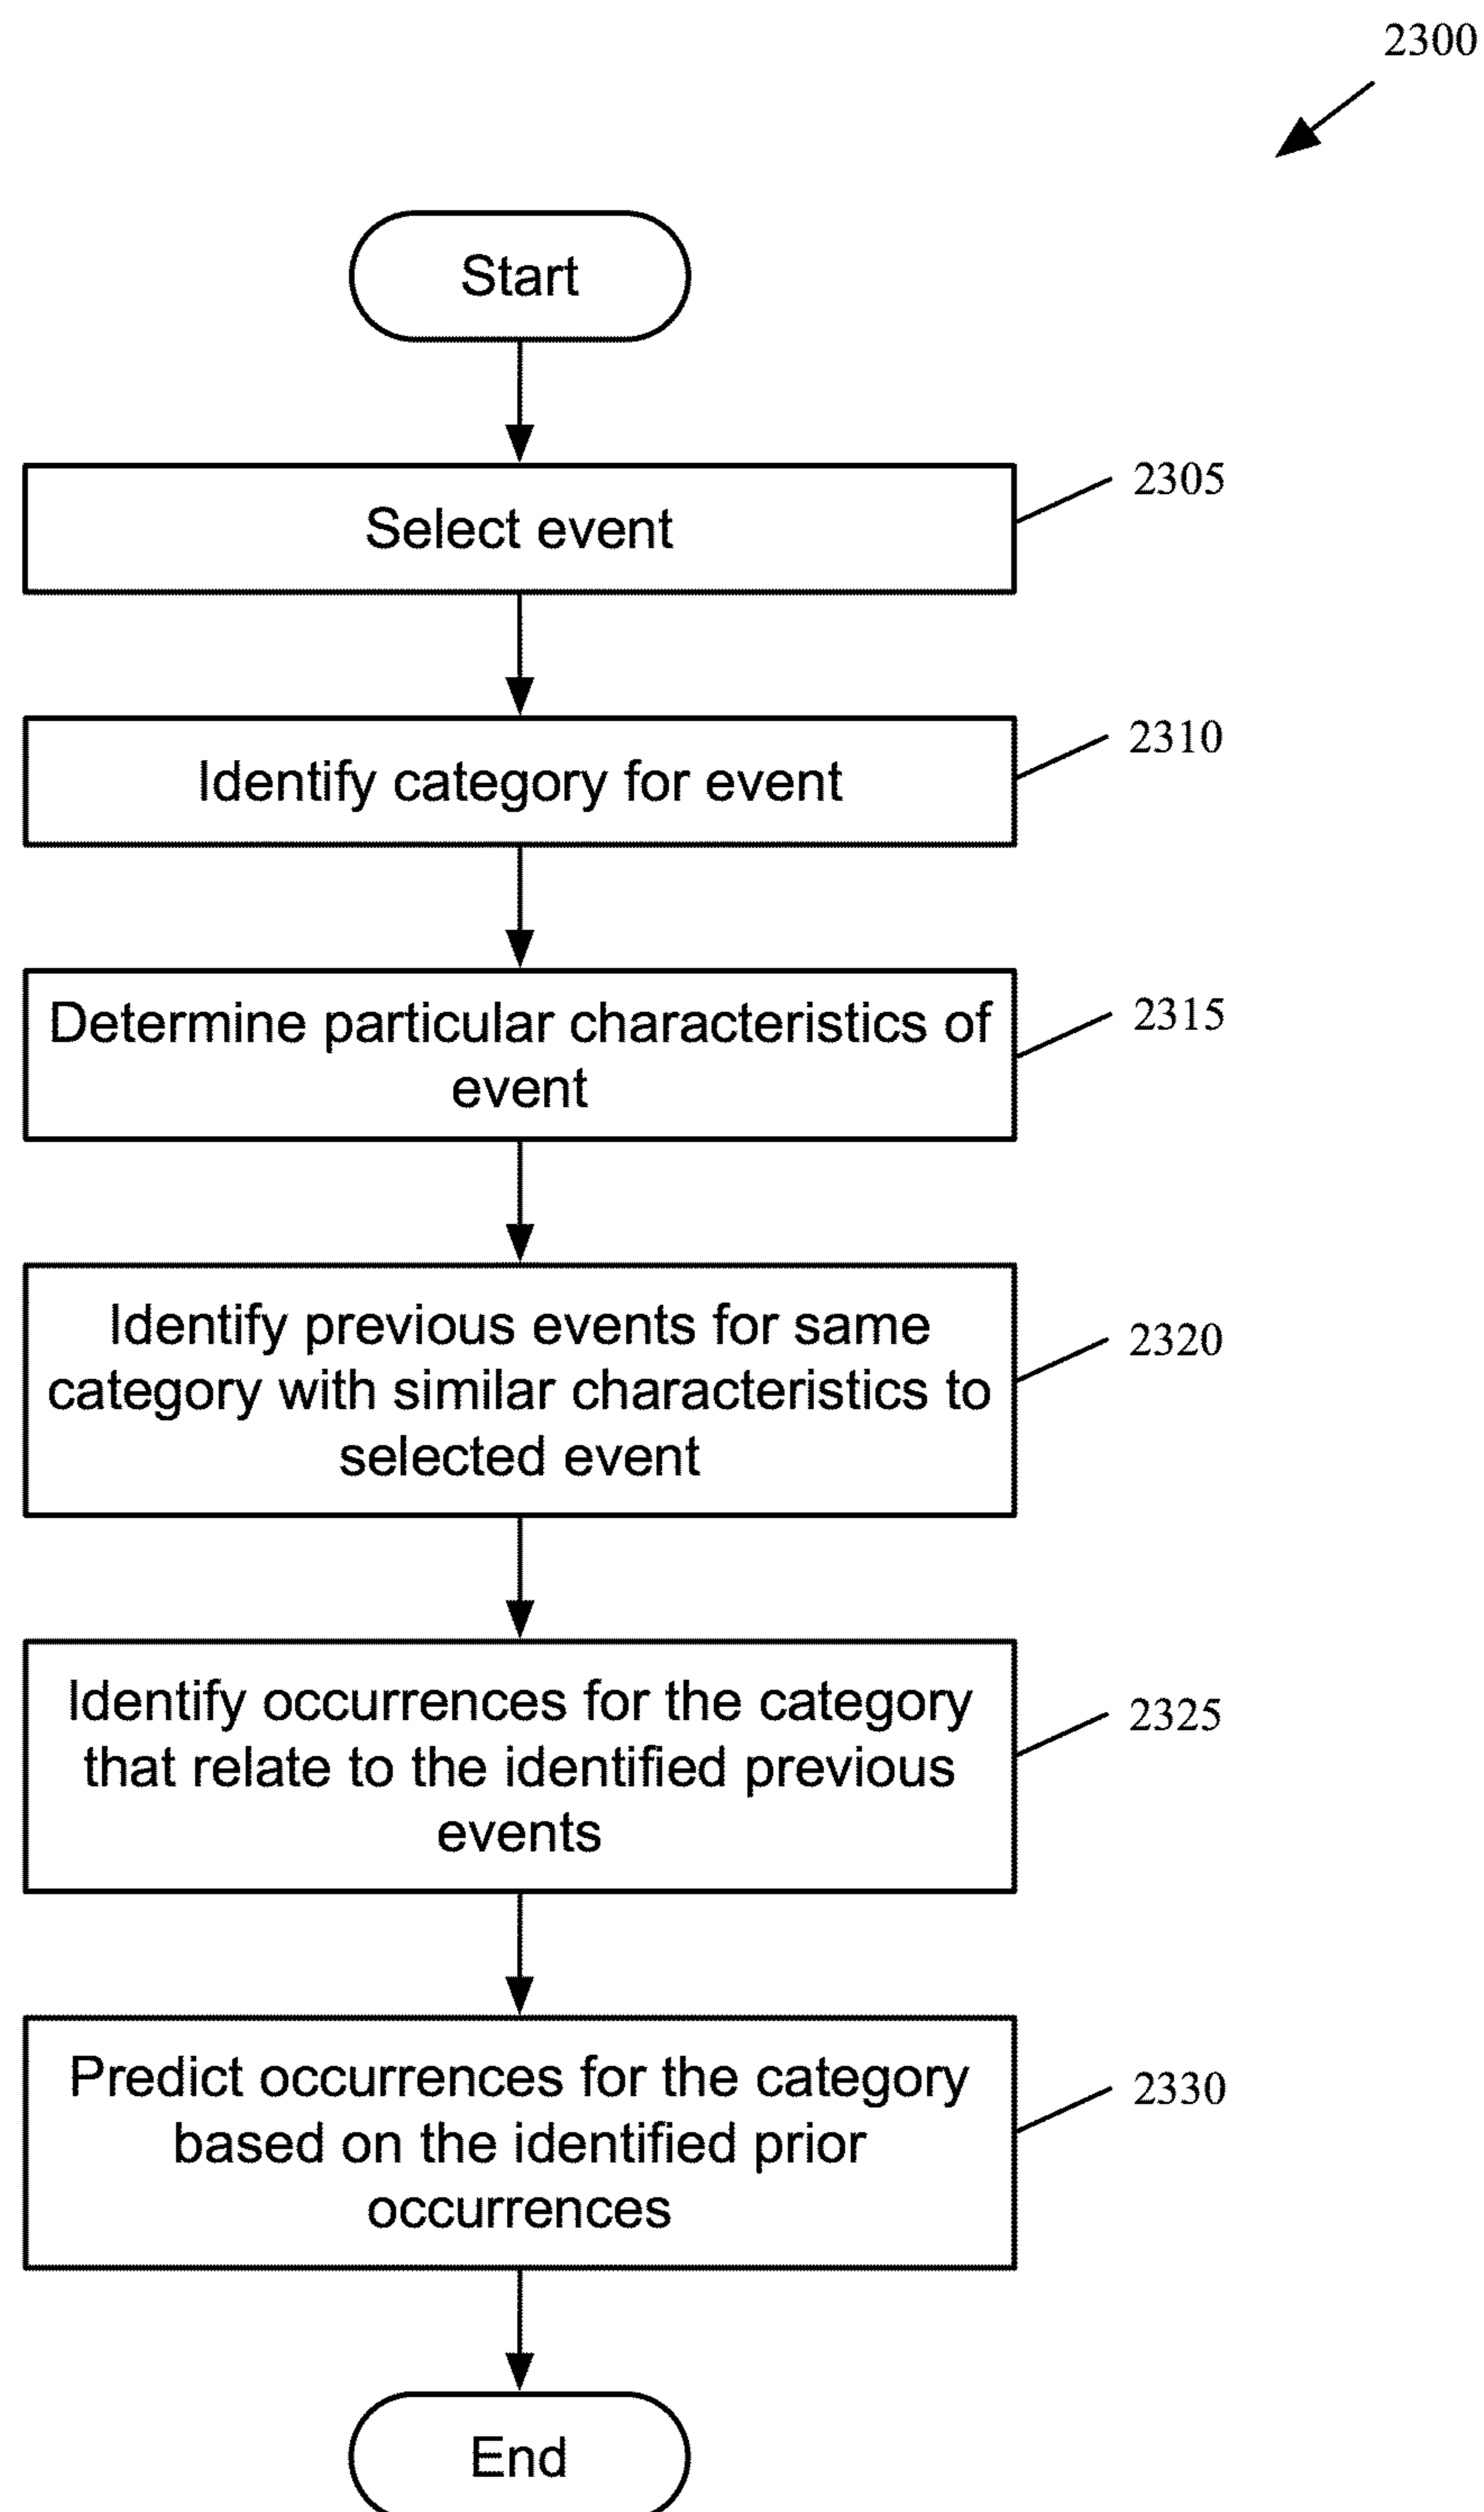 2300
Start
Select event
2305
Identify category for event
2310
Determine particular characteristics of
event
2315
Identify previous events for same
category with similar characteristics to
selected event
2320
Identify occurrences for the category
that relate to the identified previous
events
2325
Predict occurrences for the category
based on the identified prior
occurrences
2330
End